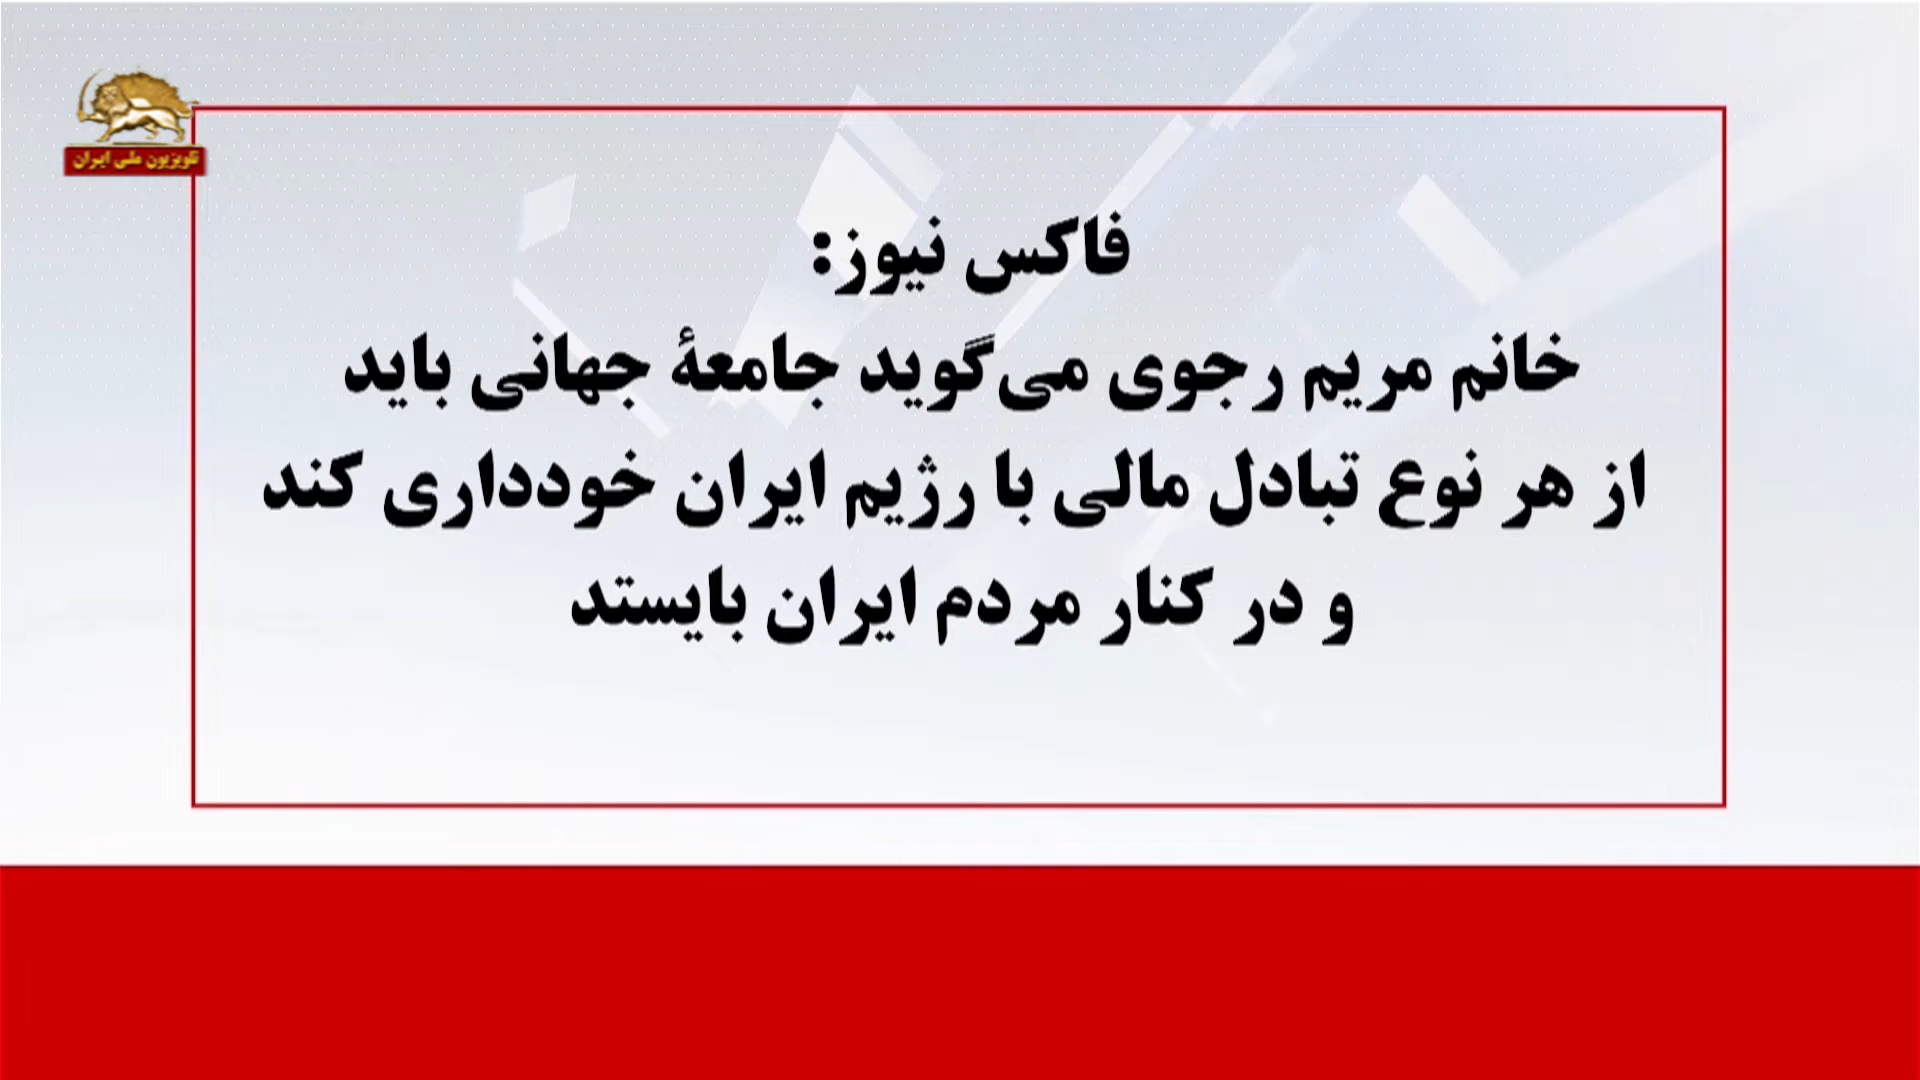 تلویزیون ملی ایران
فاکس نیوز:
خانم مریم رجوی می‌گوید جامعهٔ جهانی باید
از هر نوع تبادل مالی با رژیم ایران خودداری کند
و در کنار مردم ایران بایستد